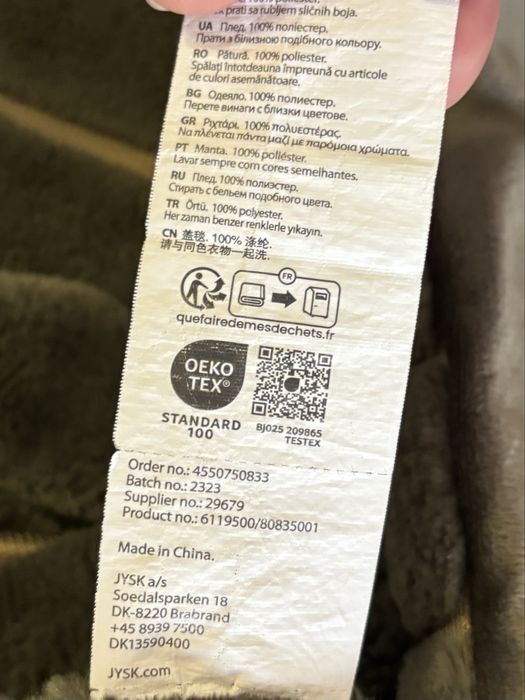 prati sa rubljem sličnih boja.
UA Плед. 100% поліестер.
Прати з білизною подібного кольору.
RO Pătură. 100% poliester.
Spălați întotdeauna împreună cu articole
de culori asemănătoare.
BG Одеяло. 100% полиестер.
Перете винаги с близки цветове.
GR Ριχτάρι. 100% πολυεστέρας.
Να πλένεται πάντα μαζί με παρόμοια χρώματα.
PT Manta. 100% poliéster.
Lavar sempre com cores semelhantes.
RU Плед. 100% полиэстер.
Стирать с бельем подобного цвета.
TR Örtü. 100% polyester.
Her zaman benzer renklerle yıkayın.
CN 盖毯. 100% 涤纶.
请与同色衣物一起洗.
FR
quefairedemesdechets.fr
OEKO
TEX®
STANDARD
100
BJ025 209865
TESTEX
Order no.: 4550750833
Batch no.: 2323
Supplier no.: 29679
Product no.: 6119500/80835001
Made in China.
JYSK a/s
Soedalsparken 18
DK-8220 Brabrand
+45 8939 7500
DK13590400
JYSK.com